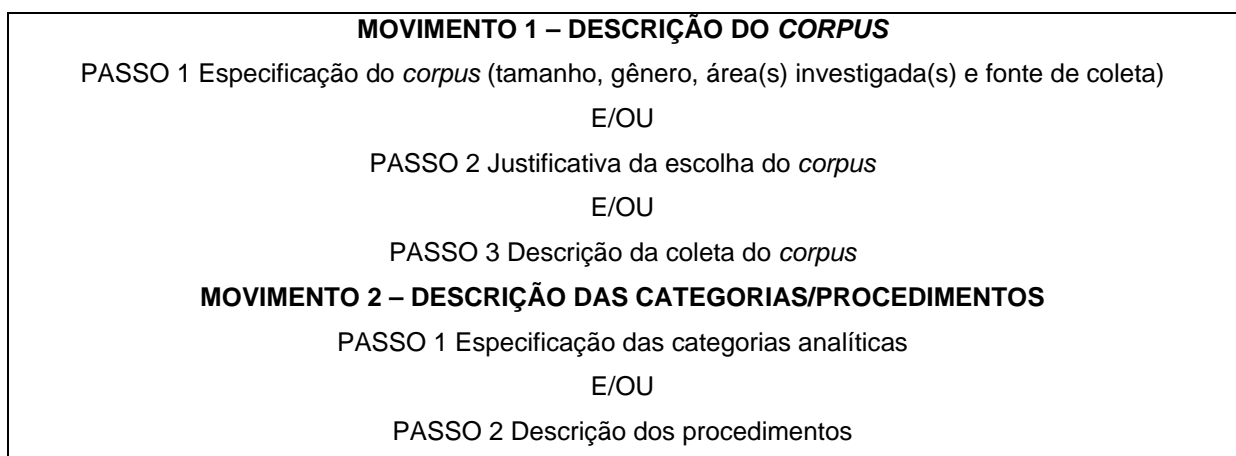 MOVIMENTO 1 – DESCRIÇÃO DO CORPUS
PASSO 1 Especificação do corpus (tamanho, gênero, área(s) investigada(s) e fonte de coleta)
E/OU
PASSO 2 Justificativa da escolha do corpus
E/OU
PASSO 3 Descrição da coleta do corpus
MOVIMENTO 2 – DESCRIÇÃO DAS CATEGORIAS/PROCEDIMENTOS
PASSO 1 Especificação das categorias analíticas
E/OU
PASSO 2 Descrição dos procedimentos